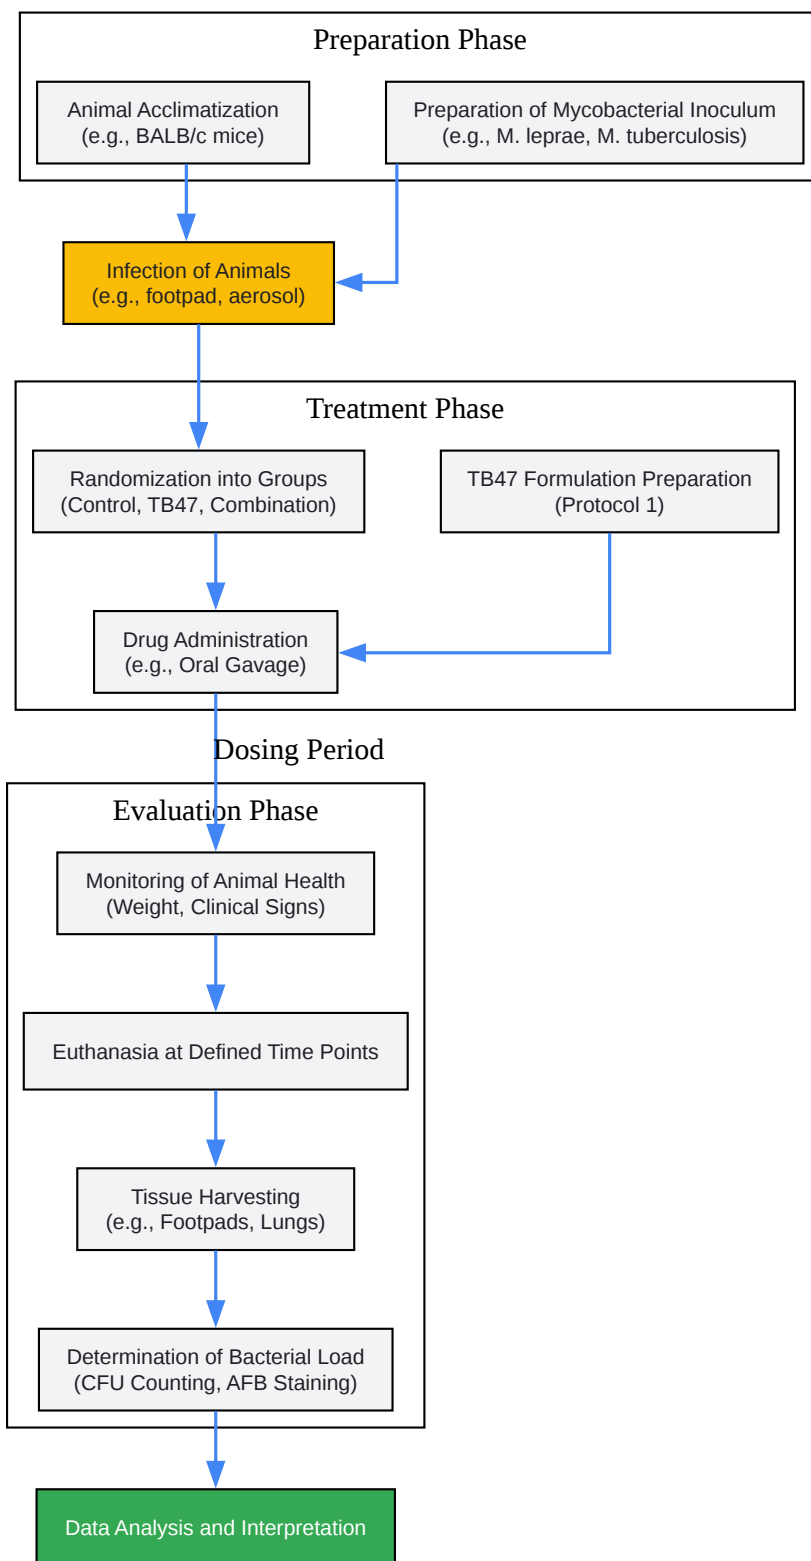 Preparation Phase
Animal Acclimatization
(e.g., BALB/c mice)
Preparation of Mycobacterial Inoculum
(e.g., M. leprae, M. tuberculosis)
Infection of Animals
(e.g., footpad, aerosol)
Treatment Phase
Randomization into Groups
(Control, TB47, Combination)
TB47 Formulation Preparation
(Protocol 1)
Drug Administration
(e.g., Oral Gavage)
Dosing Period
Evaluation Phase
Monitoring of Animal Health
(Weight, Clinical Signs)
Euthanasia at Defined Time Points
Tissue Harvesting
(e.g., Footpads, Lungs)
Determination of Bacterial Load
(CFU Counting, AFB Staining)
Data Analysis and Interpretation